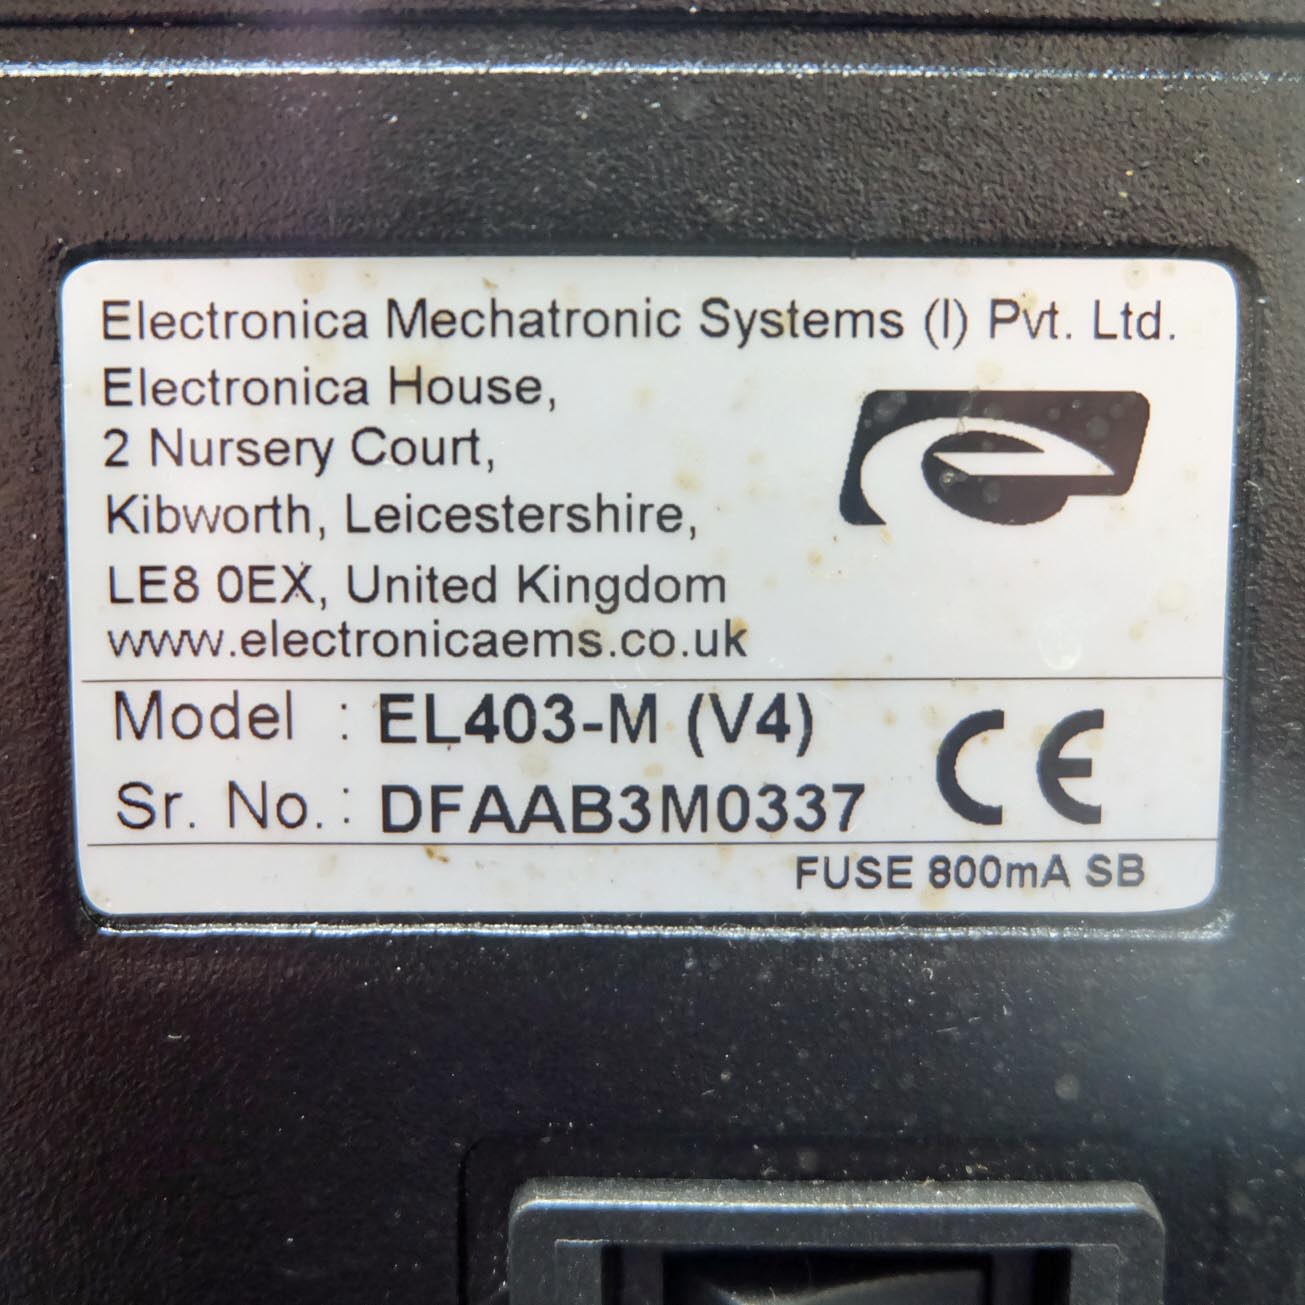 Electronica Mechatronic Systems (I) Pvt. Ltd.
Electronica House,
2 Nursery Court,
Kibworth, Leicestershire,
LE8 0EX, United Kingdom
www.electronicaems.co.uk
Model : EL403-M (V4)
Sr. No. : DFAAB3M0337
CE
FUSE 800mA SB